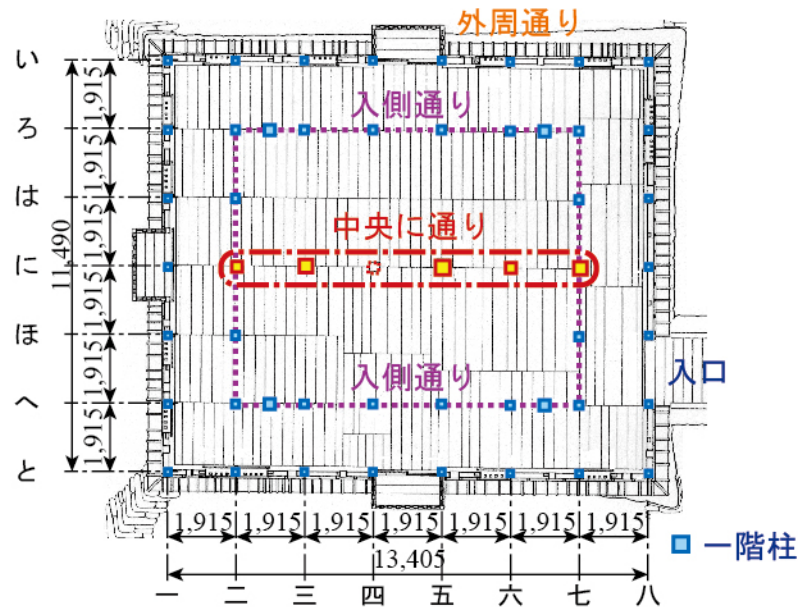 外周通り
い
ろ
は
に
ほ
へ
と
1,915
1,915
1,915
1,915
1,915
1,915
11,490
入側通り
中央に通り
入側通り
入口
1,915
1,915
1,915
1,915
1,915
1,915
1,915
13,405
一階柱
一 二 三 四 五 六 七 八